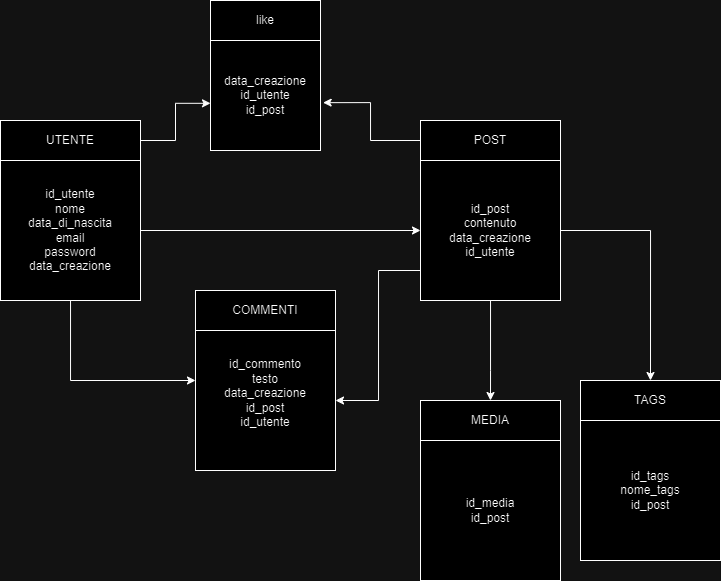 like
data_creazione
id_utente
id_post
UTENTE
id_utente
nome
data_di_nascita
email
password
data_creazione
POST
id_post
contenuto
data_creazione
id_utente
COMMENTI
id_commento
testo
data_creazione
id_post
id_utente
MEDIA
id_media
id_post
TAGS
id_tags
nome_tags
id_post